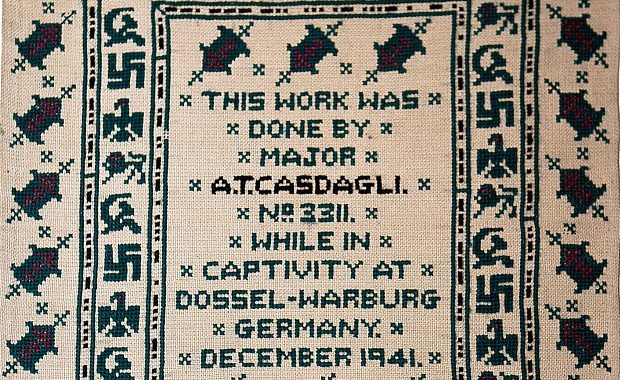 THIS WORK WAS
DONE BY
MAJOR
A.T.CASDAGLI.
Nº 3311.
WHILE IN
CAPTIVITY AT
DOSSEL-WARBURG
GERMANY.
DECEMBER 1941.